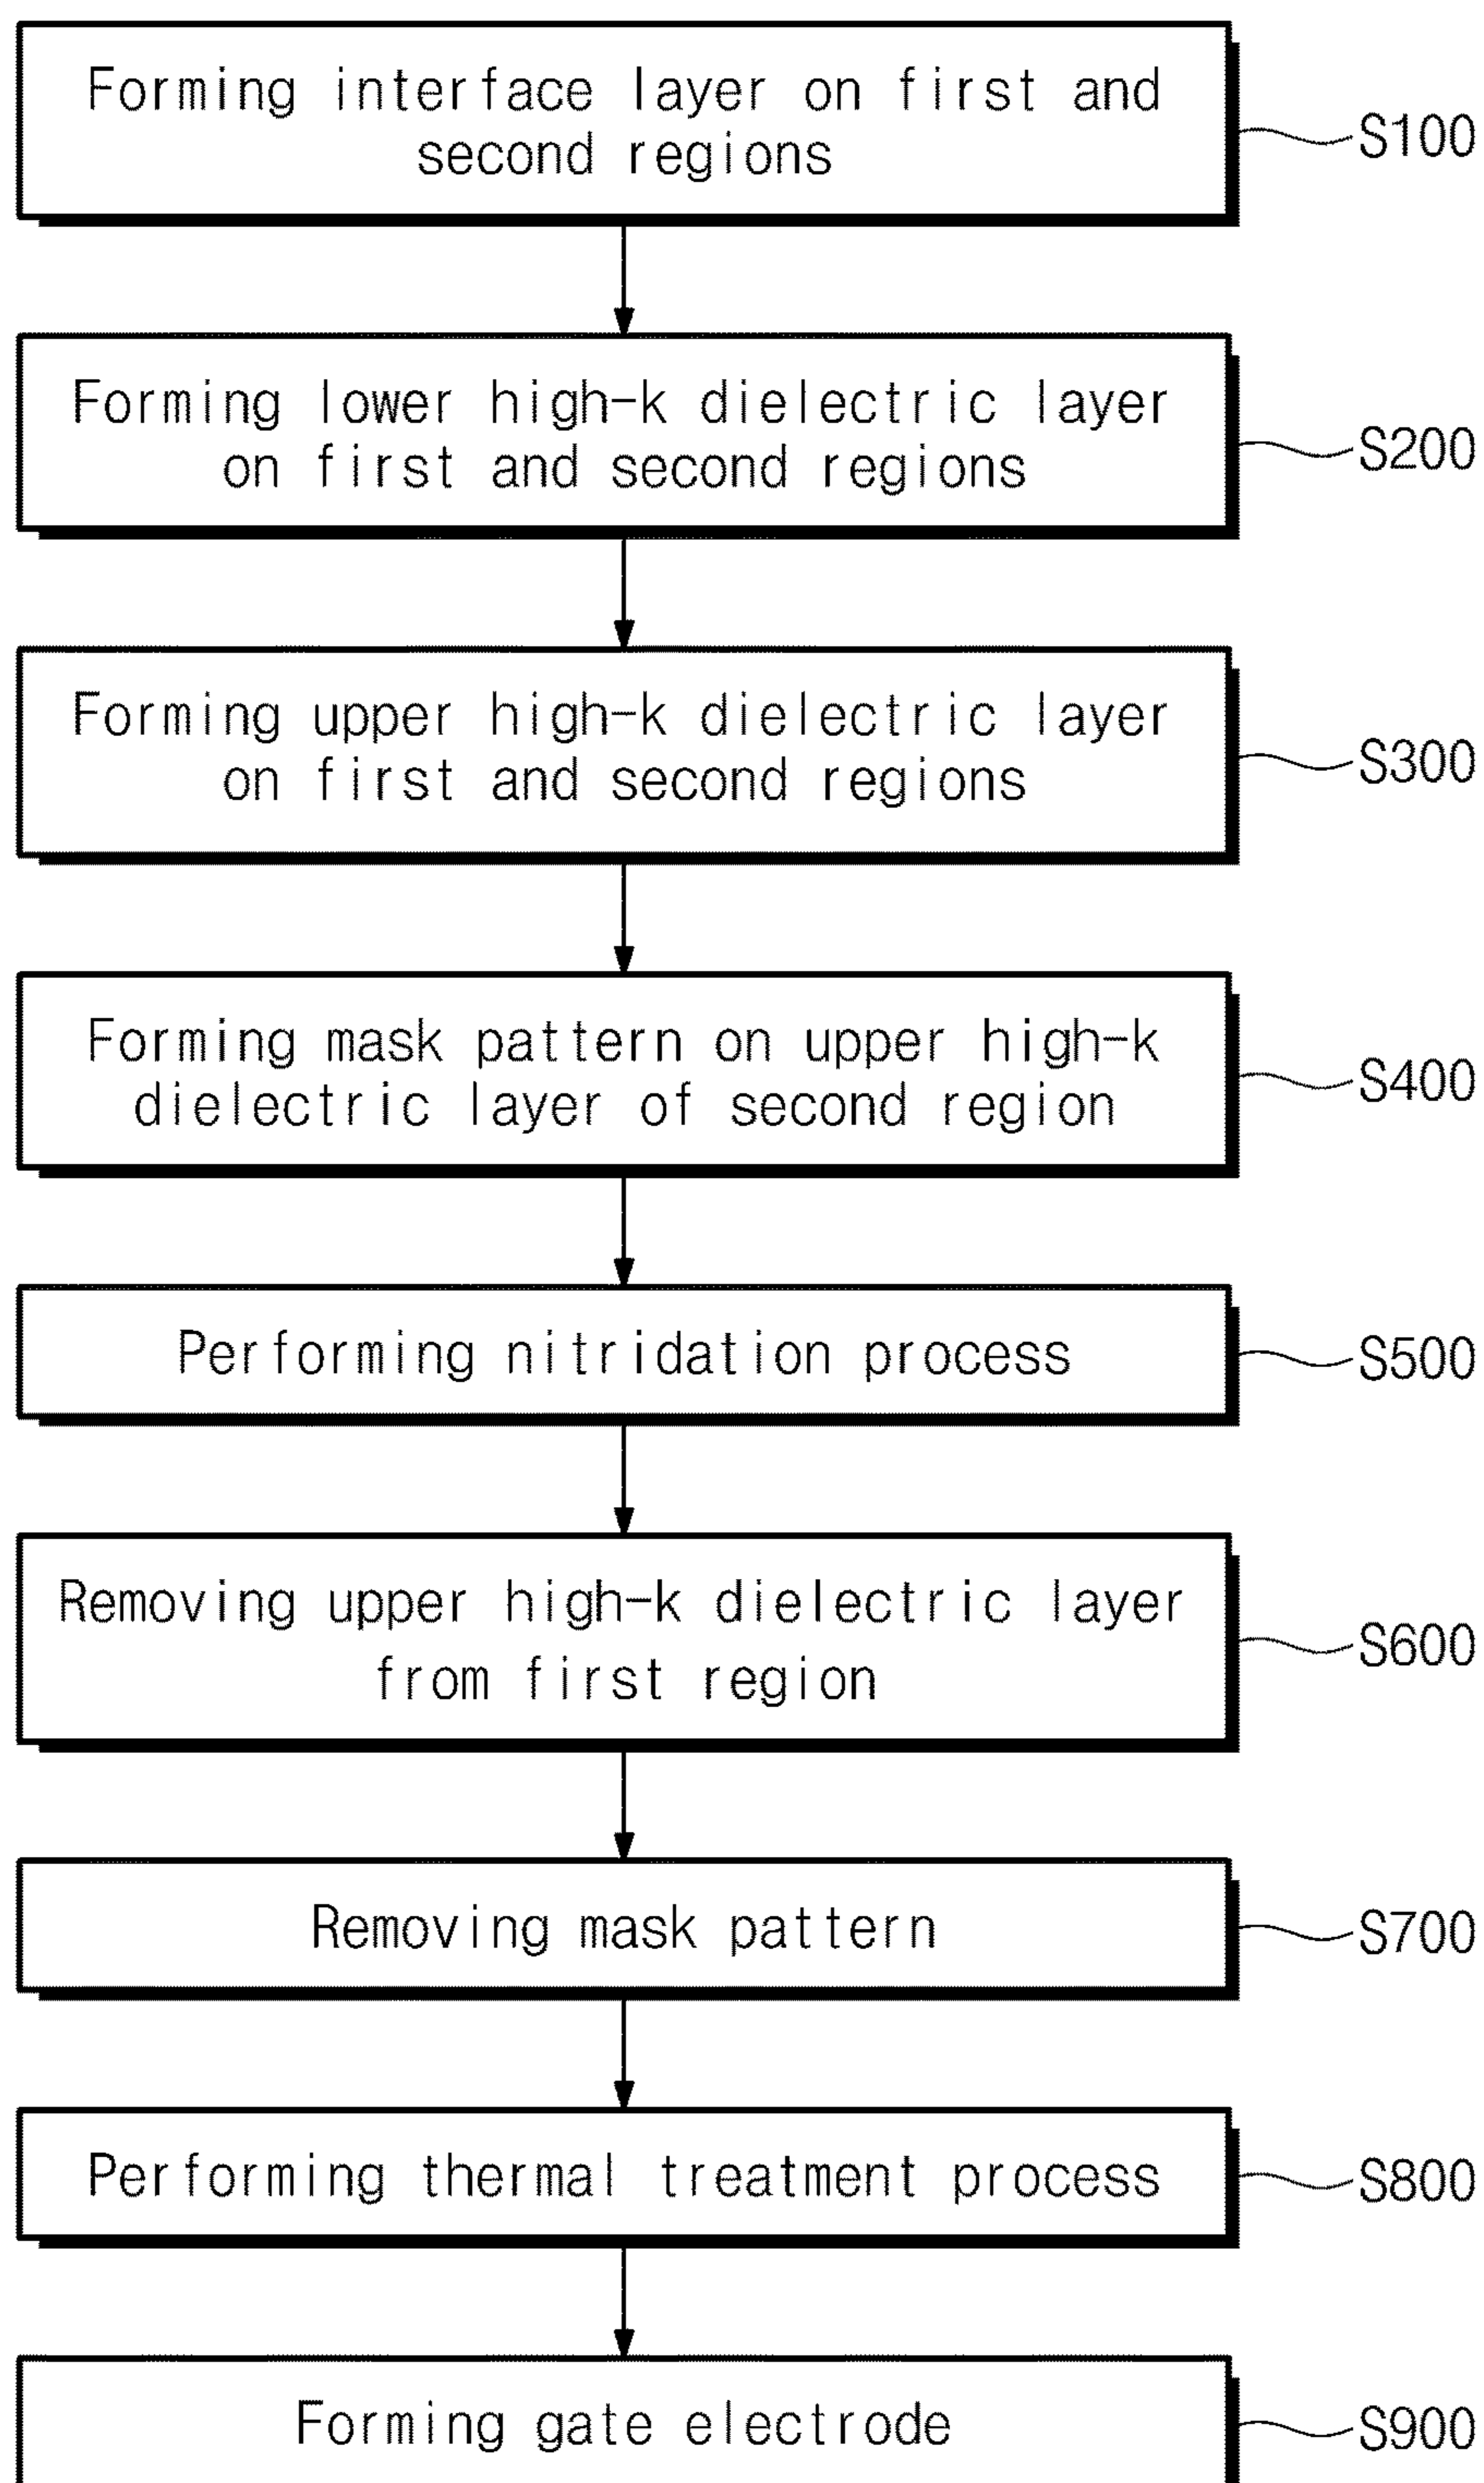 Forming interface layer on first and
second regions
S100
Forming lower high-k dielectric layer
on first and second regions
S200
Forming upper high-k dielectric layer
on first and second regions
S300
Forming mask pattern on upper high-k
dielectric layer of second region
S400
Performing nitridation process
S500
Removing upper high-k dielectric layer
from first region
S600
Removing mask pattern
S700
Performing thermal treatment process
S800
Forming gate electrode
S900